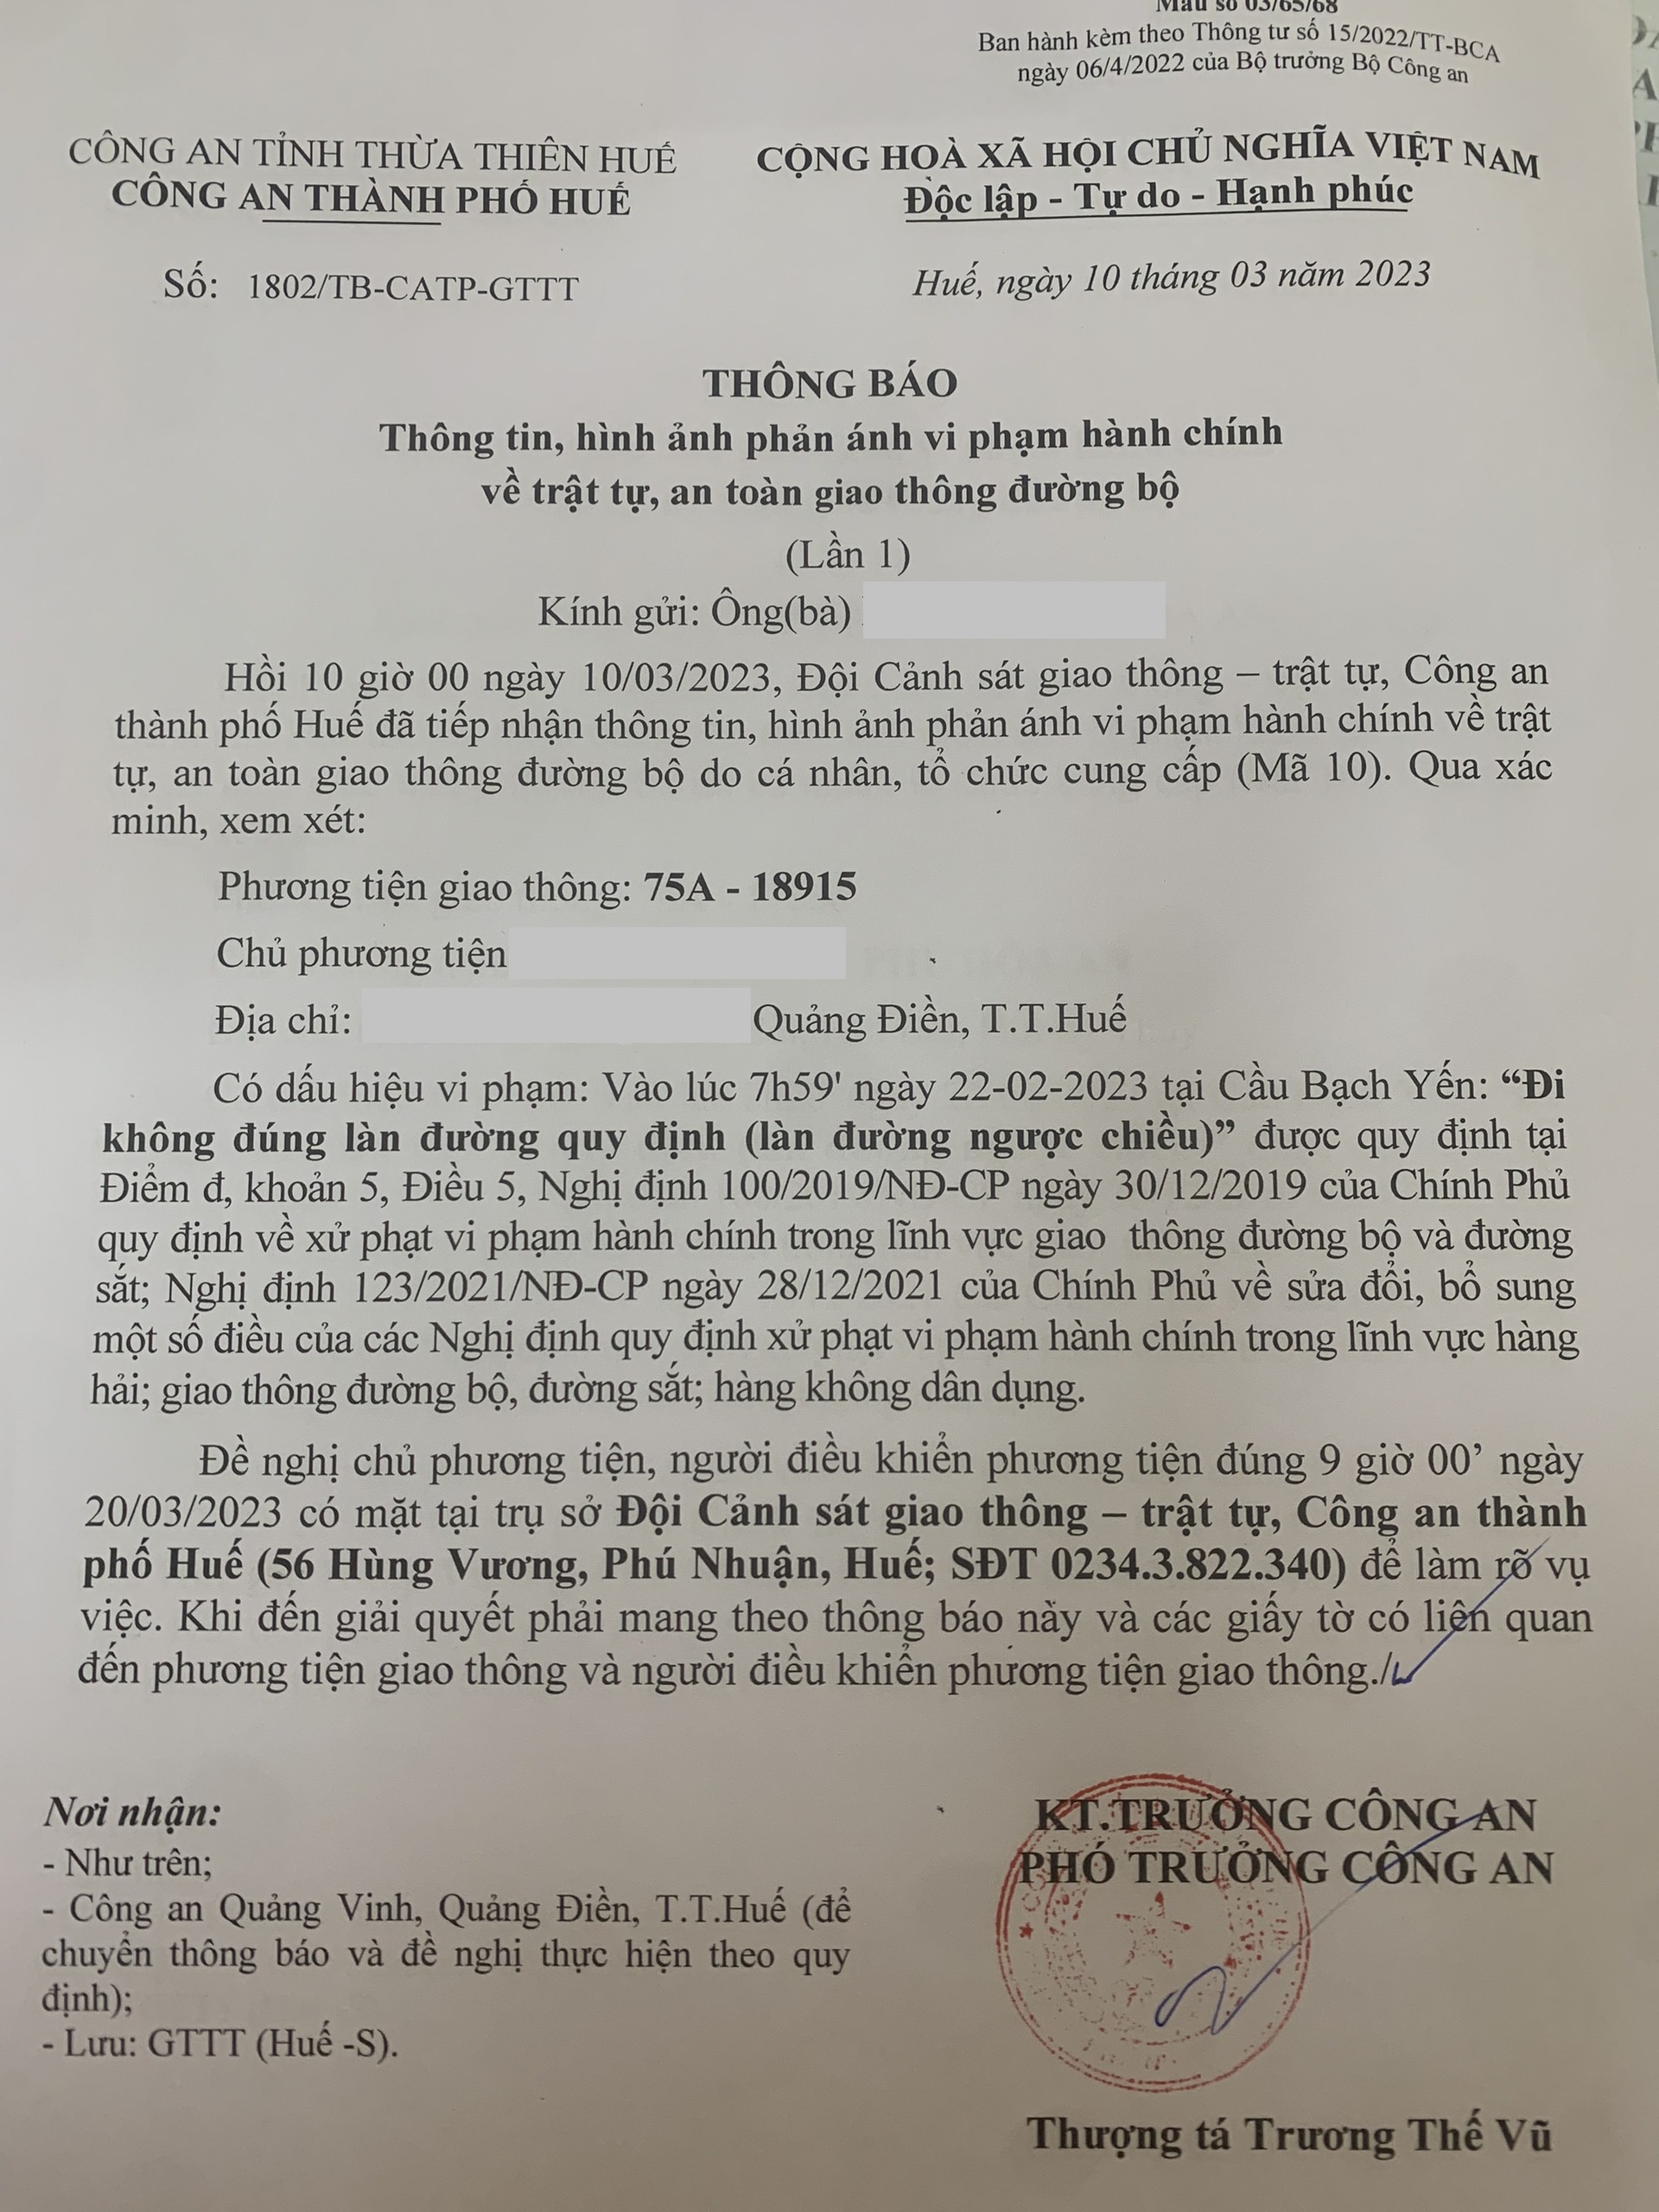 Mẫu số 03/65/68
Ban hành kèm theo Thông tư số 15/2022/TT-BCA
ngày 06/4/2022 của Bộ trưởng Bộ Công an
CÔNG AN TỈNH THỪA THIÊN HUẾ
CÔNG AN THÀNH PHỐ HUẾ
CỘNG HOÀ XÃ HỘI CHỦ NGHĨA VIỆT NAM
Độc lập - Tự do - Hạnh phúc
Số: 1802/TB-CATP-GTTT
Huế, ngày 10 tháng 03 năm 2023
THÔNG BÁO
Thông tin, hình ảnh phản ánh vi phạm hành chính
về trật tự, an toàn giao thông đường bộ
(Lần 1)
Kính gửi: Ông(bà)
Hồi 10 giờ 00 ngày 10/03/2023, Đội Cảnh sát giao thông – trật tự, Công an
thành phố Huế đã tiếp nhận thông tin, hình ảnh phản ánh vi phạm hành chính về trật
tự, an toàn giao thông đường bộ do cá nhân, tổ chức cung cấp (Mã 10). Qua xác
minh, xem xét:
Phương tiện giao thông: 75A - 18915
Chủ phương tiện
Địa chỉ: Quảng Điền, T.T.Huế
Có dấu hiệu vi phạm: Vào lúc 7h59' ngày 22-02-2023 tại Cầu Bạch Yến: “Đi
không đúng làn đường quy định (làn đường ngược chiều)” được quy định tại
Điểm đ, khoản 5, Điều 5, Nghị định 100/2019/NĐ-CP ngày 30/12/2019 của Chính Phủ
quy định về xử phạt vi phạm hành chính trong lĩnh vực giao thông đường bộ và đường
sắt; Nghị định 123/2021/NĐ-CP ngày 28/12/2021 của Chính Phủ về sửa đổi, bổ sung
một số điều của các Nghị định quy định xử phạt vi phạm hành chính trong lĩnh vực hàng
hải; giao thông đường bộ, đường sắt; hàng không dân dụng.
Đề nghị chủ phương tiện, người điều khiển phương tiện đúng 9 giờ 00’ ngày
20/03/2023 có mặt tại trụ sở Đội Cảnh sát giao thông – trật tự, Công an thành
phố Huế (56 Hùng Vương, Phú Nhuận, Huế; SĐT 0234.3.822.340) để làm rõ vụ
việc. Khi đến giải quyết phải mang theo thông báo này và các giấy tờ có liên quan
đến phương tiện giao thông và người điều khiển phương tiện giao thông./
Nơi nhận:
- Như trên;
- Công an Quảng Vinh, Quảng Điền, T.T.Huế (để
chuyển thông báo và đề nghị thực hiện theo quy
định);
- Lưu: GTTT (Huế -S).
KT.TRƯỞNG CÔNG AN
PHÓ TRƯỞNG CÔNG AN
Thượng tá Trương Thế Vũ